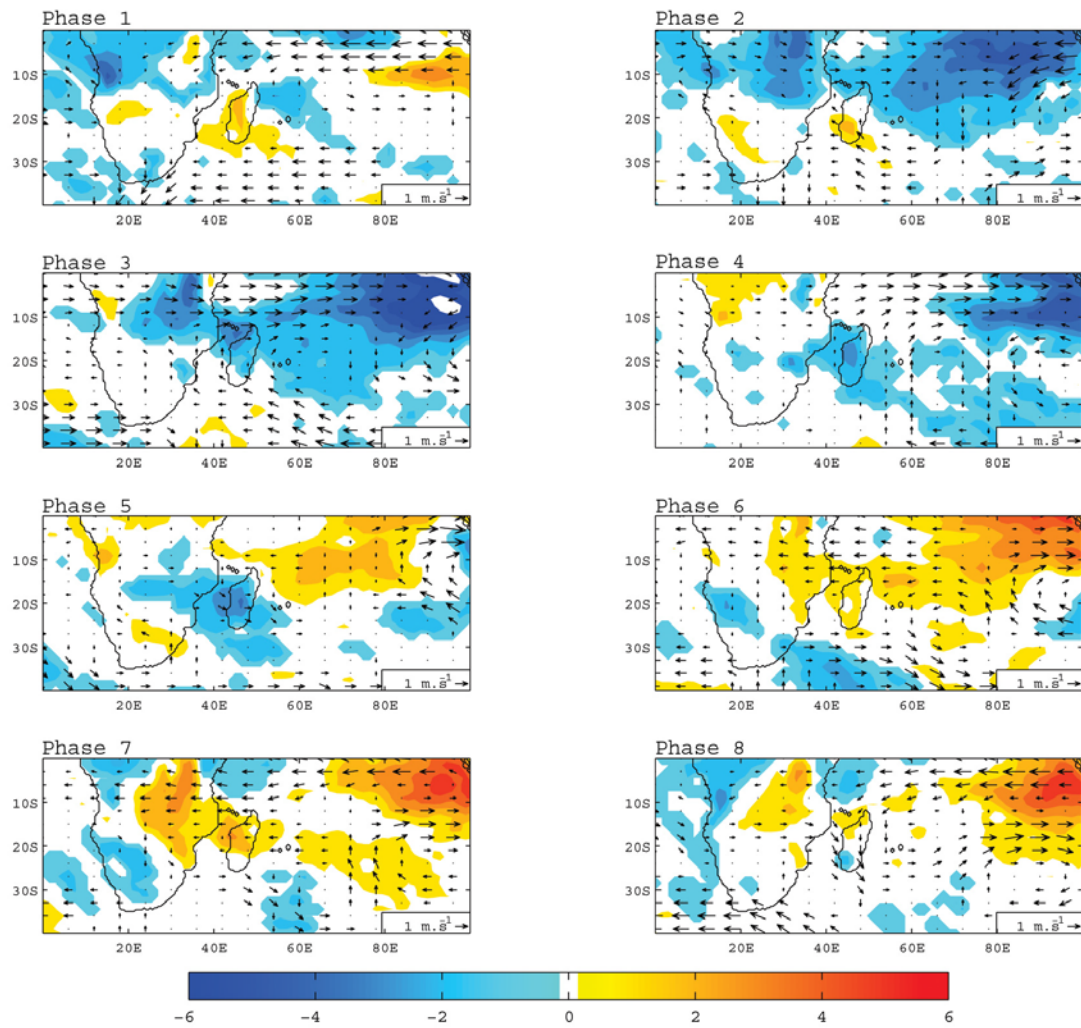 Phase 1
Phase 2
10S
20S
30S
20E 40E 60E 80E
1 m.s⁻¹
10S
20S
30S
20E 40E 60E 80E
1 m.s⁻¹
Phase 3
Phase 4
10S
20S
30S
20E 40E 60E 80E
1 m.s⁻¹
10S
20S
30S
20E 40E 60E 80E
1 m.s⁻¹
Phase 5
Phase 6
10S
20S
30S
20E 40E 60E 80E
1 m.s⁻¹
10S
20S
30S
20E 40E 60E 80E
1 m.s⁻¹
Phase 7
Phase 8
10S
20S
30S
20E 40E 60E 80E
1 m.s⁻¹
10S
20S
30S
20E 40E 60E 80E
1 m.s⁻¹
−6 −4 −2 0 2 4 6